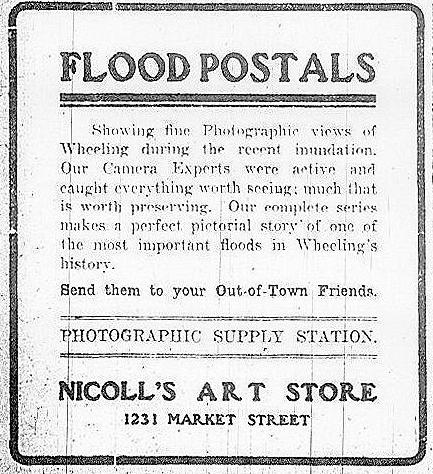 FLOOD POSTALS
Showing fine Photographic views of
Wheeling during the recent inundation.
Our Camera Experts were active and
caught everything worth seeing; much that
is worth preserving. Our complete series
makes a perfect pictorial story of one of
the most important floods in Wheeling's
history.
Send them to your Out-of-Town Friends.
PHOTOGRAPHIC SUPPLY STATION.
NICOLL'S ART STORE
1231 MARKET STREET